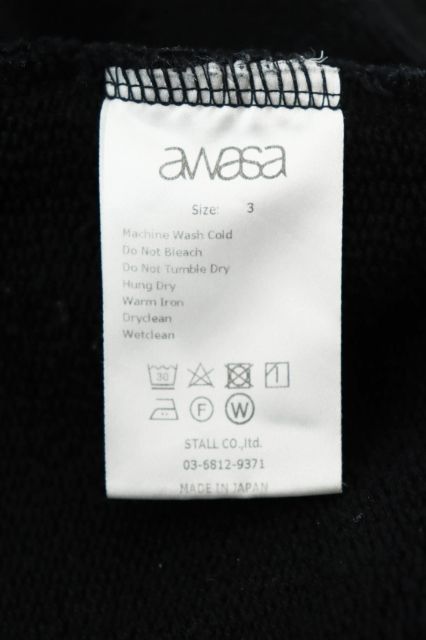 awasa
Size: 3
Machine Wash Cold
Do Not Bleach
Do Not Tumble Dry
Hung Dry
Warm Iron
Dryclean
Wetclean
30
F W
STALL CO.,ltd.
03-6812-9371
MADE IN JAPAN